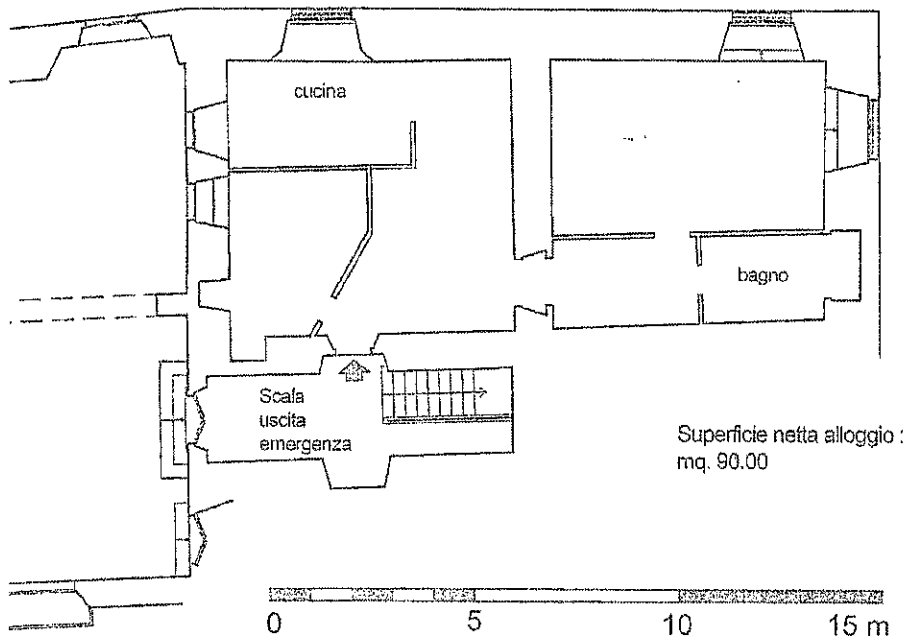 cucina
bagno
Scala
uscita
emergenza
Superficie netta alloggio :
mq. 90.00
0 5 10 15 m